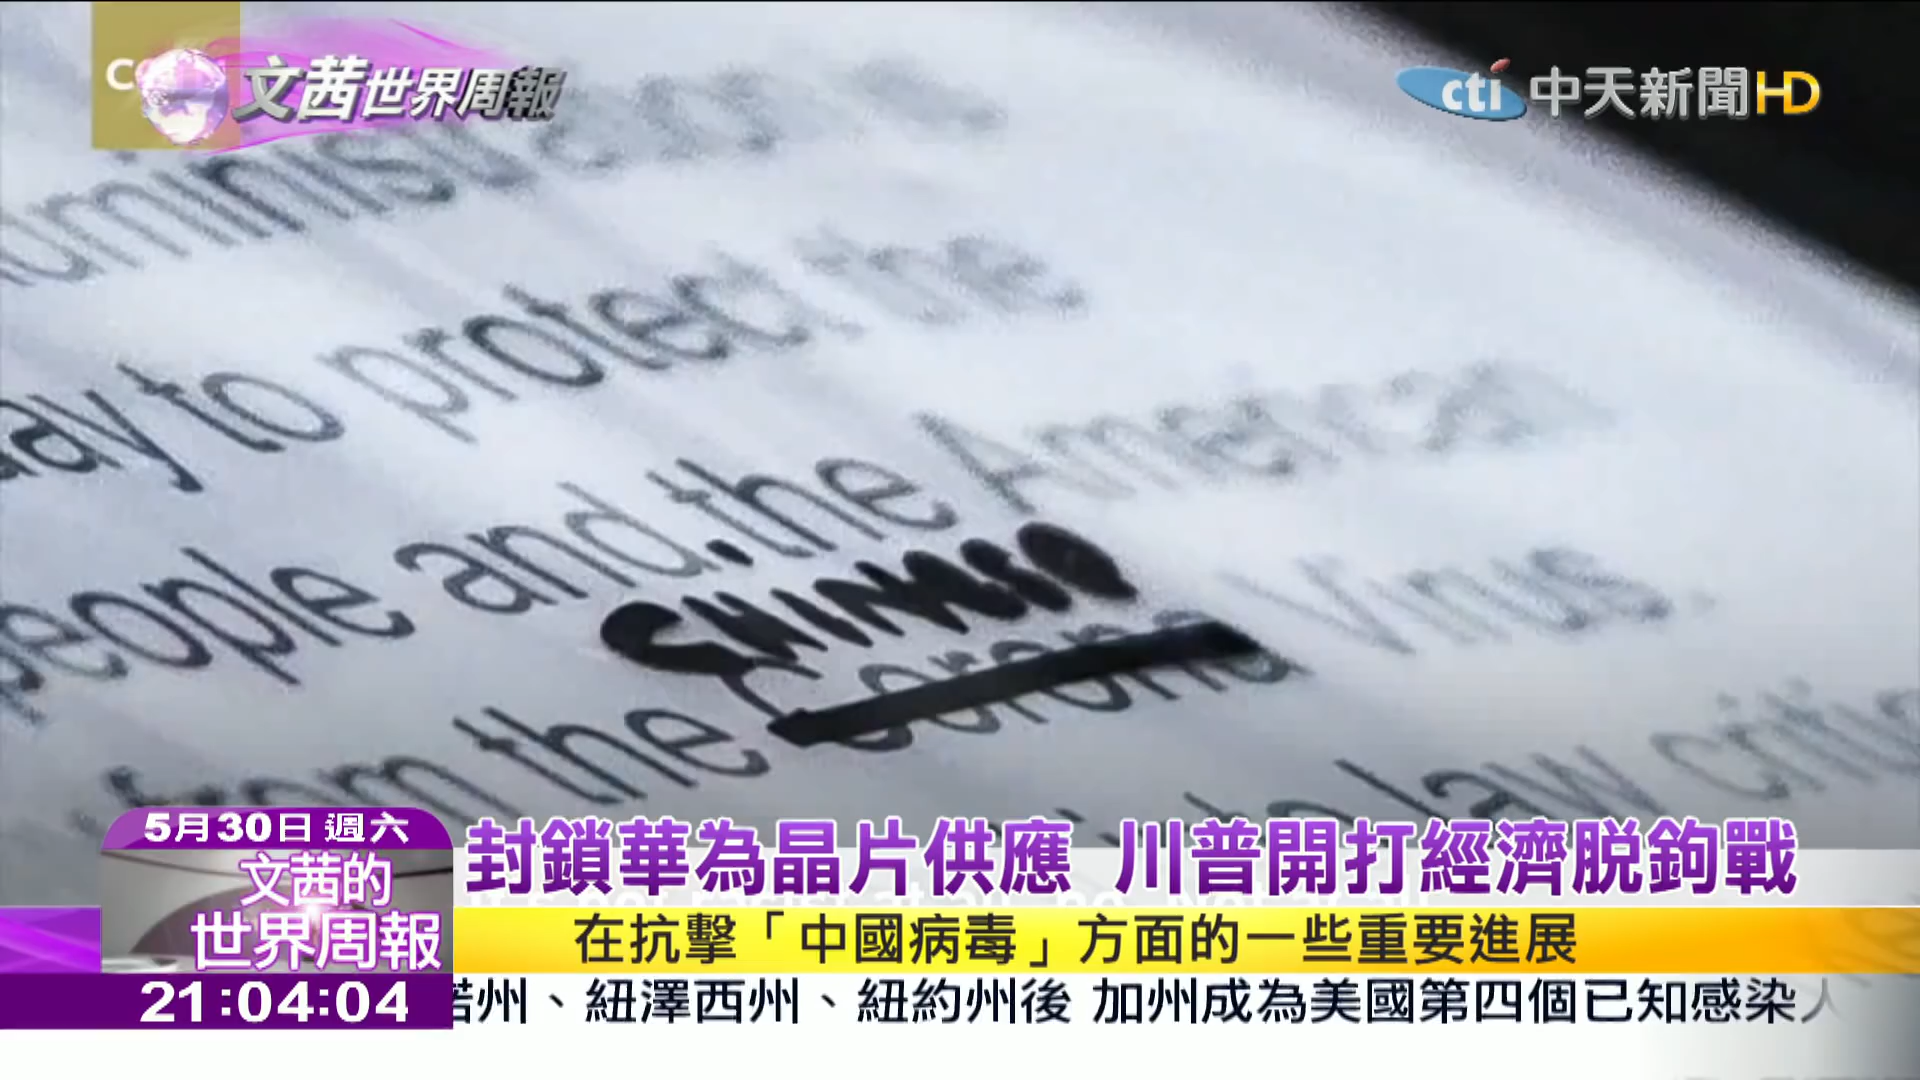 文茜世界周報
cti 中天新聞HD
ay to protect the
people and the America
CHINESE
from the Corona Virus
to law criti
5月30日 週六
文茜的
世界周報
21:04:04
封鎖華為晶片供應 川普開打經濟脫鉤戰
在抗擊「中國病毒」方面的一些重要進展
州、紐澤西州、紐約州後 加州成為美國第四個已知感染人